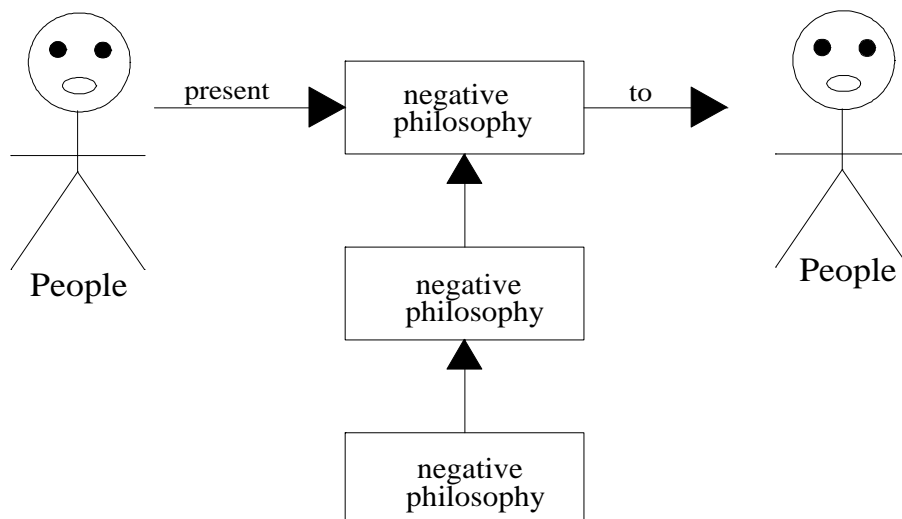 present
negative
philosophy
to
People
People
negative
philosophy
negative
philosophy